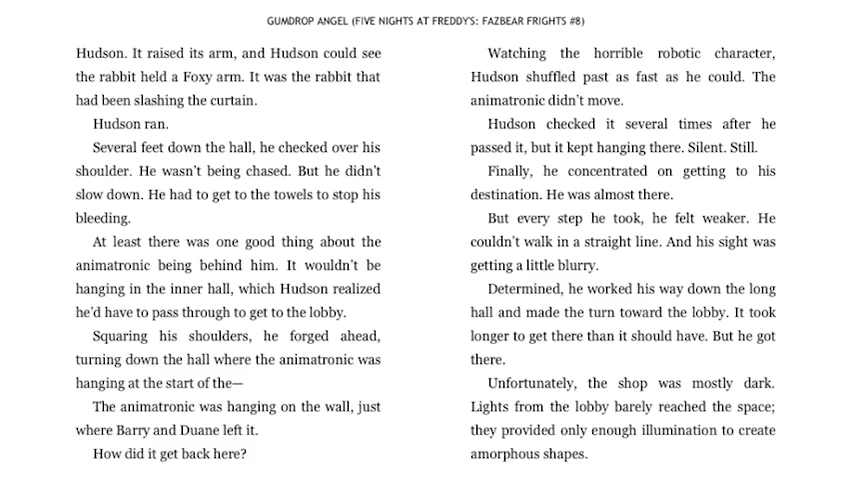 GUMDROP ANGEL (FIVE NIGHTS AT FREDDY'S: FAZBEAR FRIGHTS #8)
Hudson. It raised its arm, and Hudson could see
the rabbit held a Foxy arm. It was the rabbit that
had been slashing the curtain.
Hudson ran.
Several feet down the hall, he checked over his
shoulder. He wasn't being chased. But he didn't
slow down. He had to get to the towels to stop his
bleeding.
At least there was one good thing about the
animatronic being behind him. It wouldn't be
hanging in the inner hall, which Hudson realized
he'd have to pass through to get to the lobby.
Squaring his shoulders, he forged ahead,
turning down the hall where the animatronic was
hanging at the start of the—
The animatronic was hanging on the wall, just
where Barry and Duane left it.
How did it get back here?
Watching the horrible robotic character,
Hudson shuffled past as fast as he could. The
animatronic didn't move.
Hudson checked it several times after he
passed it, but it kept hanging there. Silent. Still.
Finally, he concentrated on getting to his
destination. He was almost there.
But every step he took, he felt weaker. He
couldn't walk in a straight line. And his sight was
getting a little blurry.
Determined, he worked his way down the long
hall and made the turn toward the lobby. It took
longer to get there than it should have. But he got
there.
Unfortunately, the shop was mostly dark.
Lights from the lobby barely reached the space;
they provided only enough illumination to create
amorphous shapes.